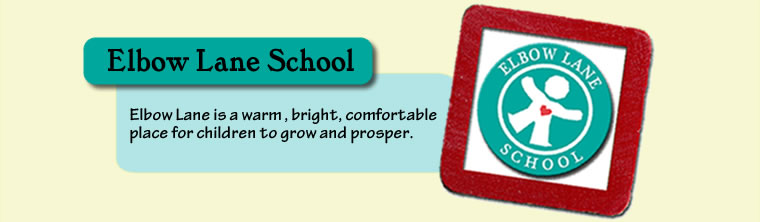 Elbow Lane School
Elbow Lane is a warm , bright, comfortable
place for children to grow and prosper.
ELBOW LANE
SCHOOL